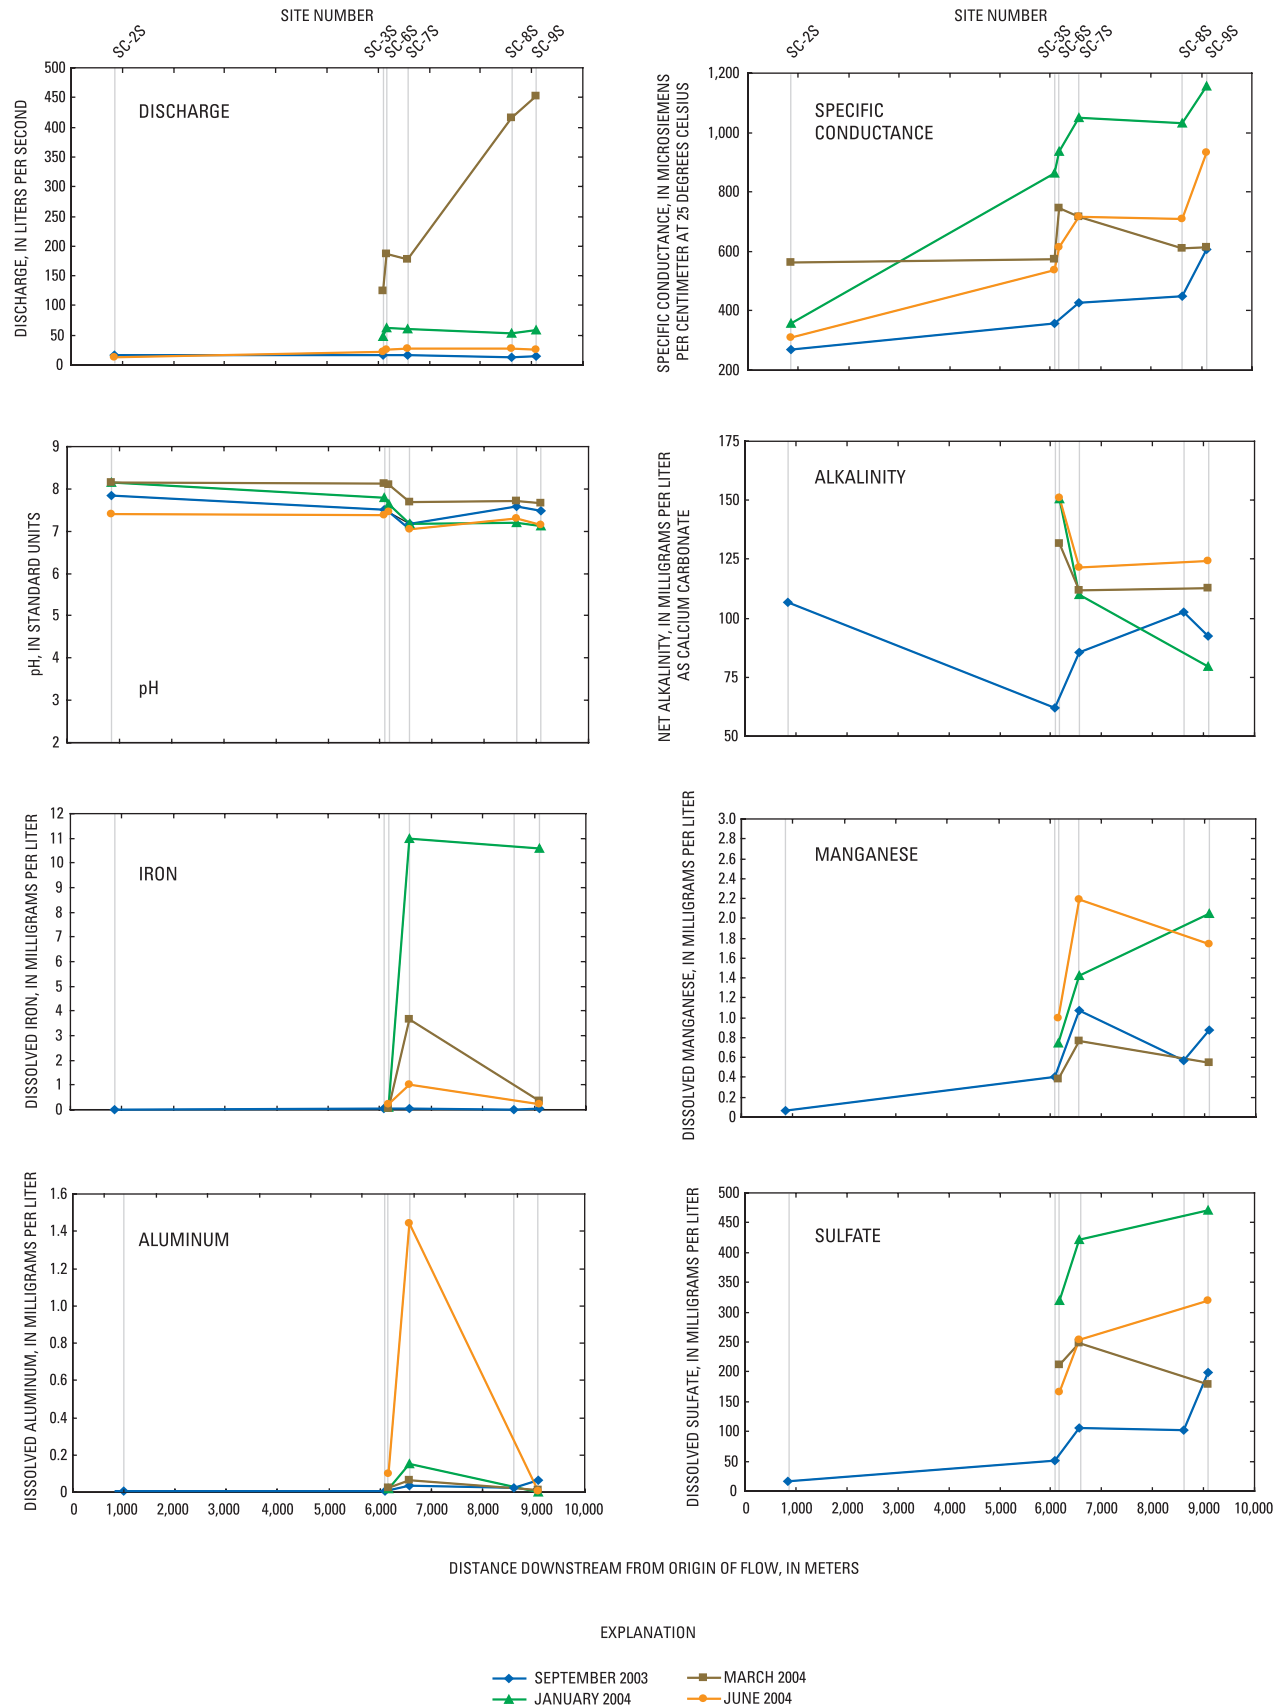 SITE NUMBER
SC-2S
SC-3S
SC-6S
SC-7S
SC-8S
SC-9S
DISCHARGE, IN LITERS PER SECOND
500
450
400
350
300
250
200
150
100
50
0
DISCHARGE
SITE NUMBER
SC-2S
SC-3S
SC-6S
SC-7S
SC-8S
SC-9S
SPECIFIC CONDUCTANCE, IN MICROSIEMENS
PER CENTIMETER AT 25 DEGREES CELSIUS
1,200
1,000
800
600
400
200
SPECIFIC
CONDUCTANCE
pH, IN STANDARD UNITS
9
8
7
6
5
4
3
2
pH
NET ALKALINITY, IN MILLIGRAMS PER LITER
AS CALCIUM CARBONATE
175
150
125
100
75
50
ALKALINITY
DISSOLVED IRON, IN MILLIGRAMS PER LITER
12
11
10
9
8
7
6
5
4
3
2
1
0
IRON
DISSOLVED MANGANESE, IN MILLIGRAMS PER LITER
3.0
2.8
2.6
2.4
2.2
2.0
1.8
1.6
1.4
1.2
1.0
0.8
0.6
0.4
0.2
0
MANGANESE
DISSOLVED ALUMINUM, IN MILLIGRAMS PER LITER
1.6
1.4
1.2
1.0
0.8
0.6
0.4
0.2
0
ALUMINUM
0 1,000 2,000 3,000 4,000 5,000 6,000 7,000 8,000 9,000 10,000
DISSOLVED SULFATE, IN MILLIGRAMS PER LITER
500
450
400
350
300
250
200
150
100
50
0
SULFATE
0 1,000 2,000 3,000 4,000 5,000 6,000 7,000 8,000 9,000 10,000
DISTANCE DOWNSTREAM FROM ORIGIN OF FLOW, IN METERS
EXPLANATION
SEPTEMBER 2003
MARCH 2004
JANUARY 2004
JUNE 2004